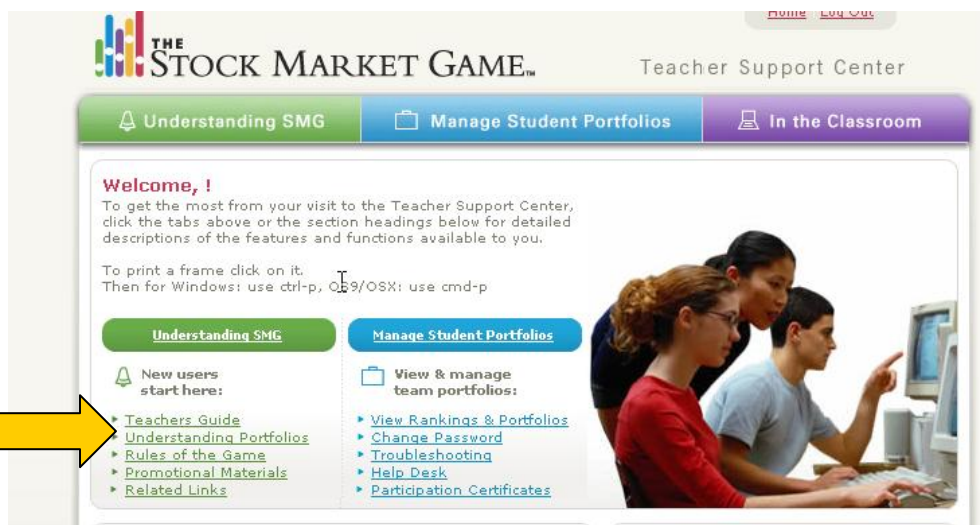 Home Log Out
THE
STOCK MARKET GAME™
Teacher Support Center
Understanding SMG
Manage Student Portfolios
In the Classroom
Welcome, !
To get the most from your visit to the Teacher Support Center,
click the tabs above or the section headings below for detailed
descriptions of the features and functions available to you.
To print a frame click on it.
Then for Windows: use ctrl-p, OS9/OSX: use cmd-p
Understanding SMG
New users
start here:
Teachers Guide
Understanding Portfolios
Rules of the Game
Promotional Materials
Related Links
Manage Student Portfolios
View & manage
team portfolios:
View Rankings & Portfolios
Change Password
Troubleshooting
Help Desk
Participation Certificates